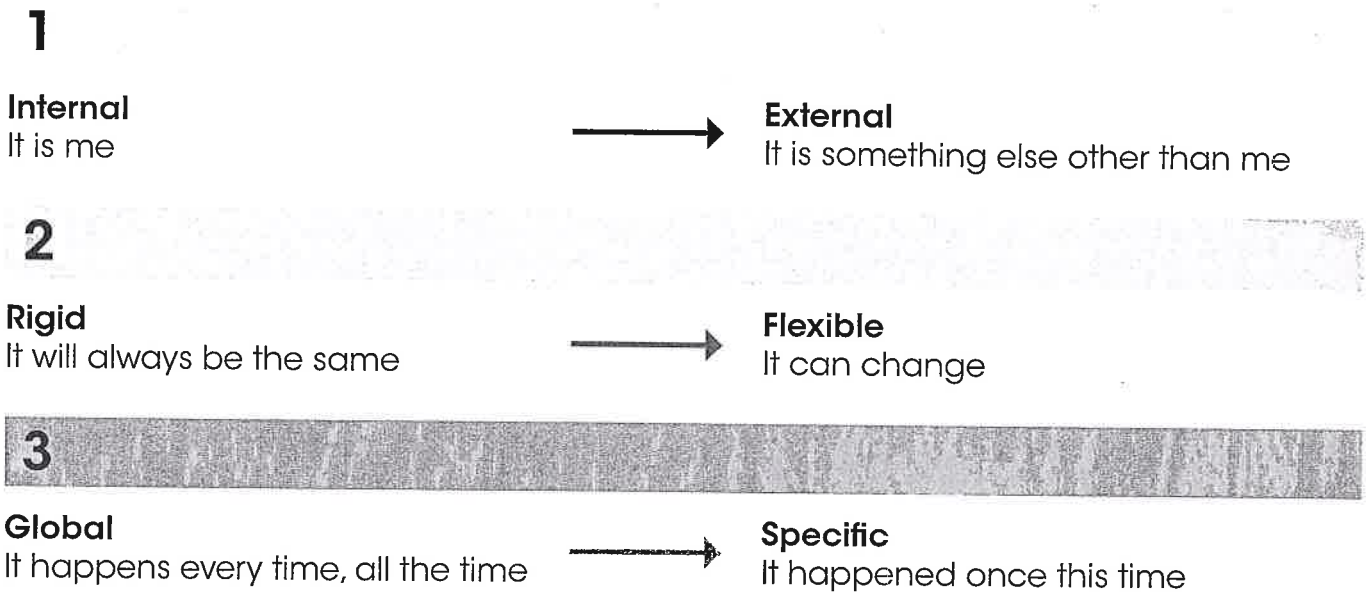 1
Internal
It is me
External
It is something else other than me
2
Rigid
It will always be the same
Flexible
It can change
3
Global
It happens every time, all the time
Specific
It happened once this time